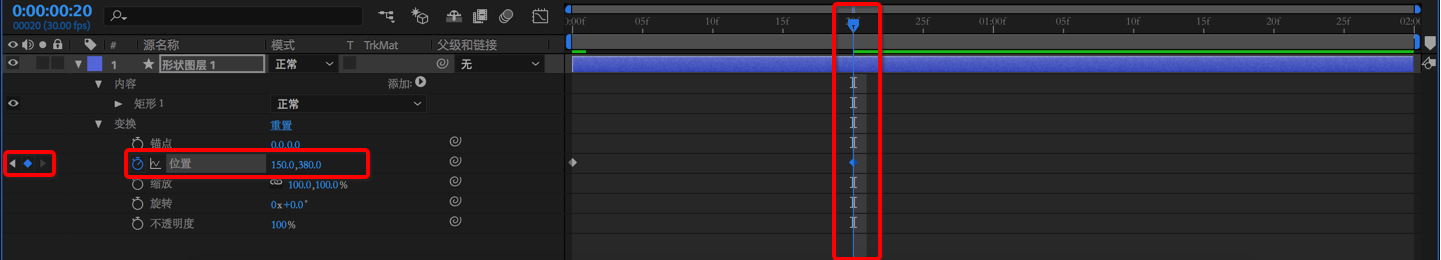 0:00:00:20
00020 (30.00 fps)
:00f 05f 10f 15f 20f 25f 01:00f 05f 10f 15f 20f 02:0
# 源名称 模式 T TrkMat 父级和链接
1 形状图层 1 正常 无
内容 添加:
矩形 1 正常
变换 重置
锚点 0.0,0.0
位置 150.0,380.0
缩放 100.0,100.0%
旋转 0x+0.0°
不透明度 100%